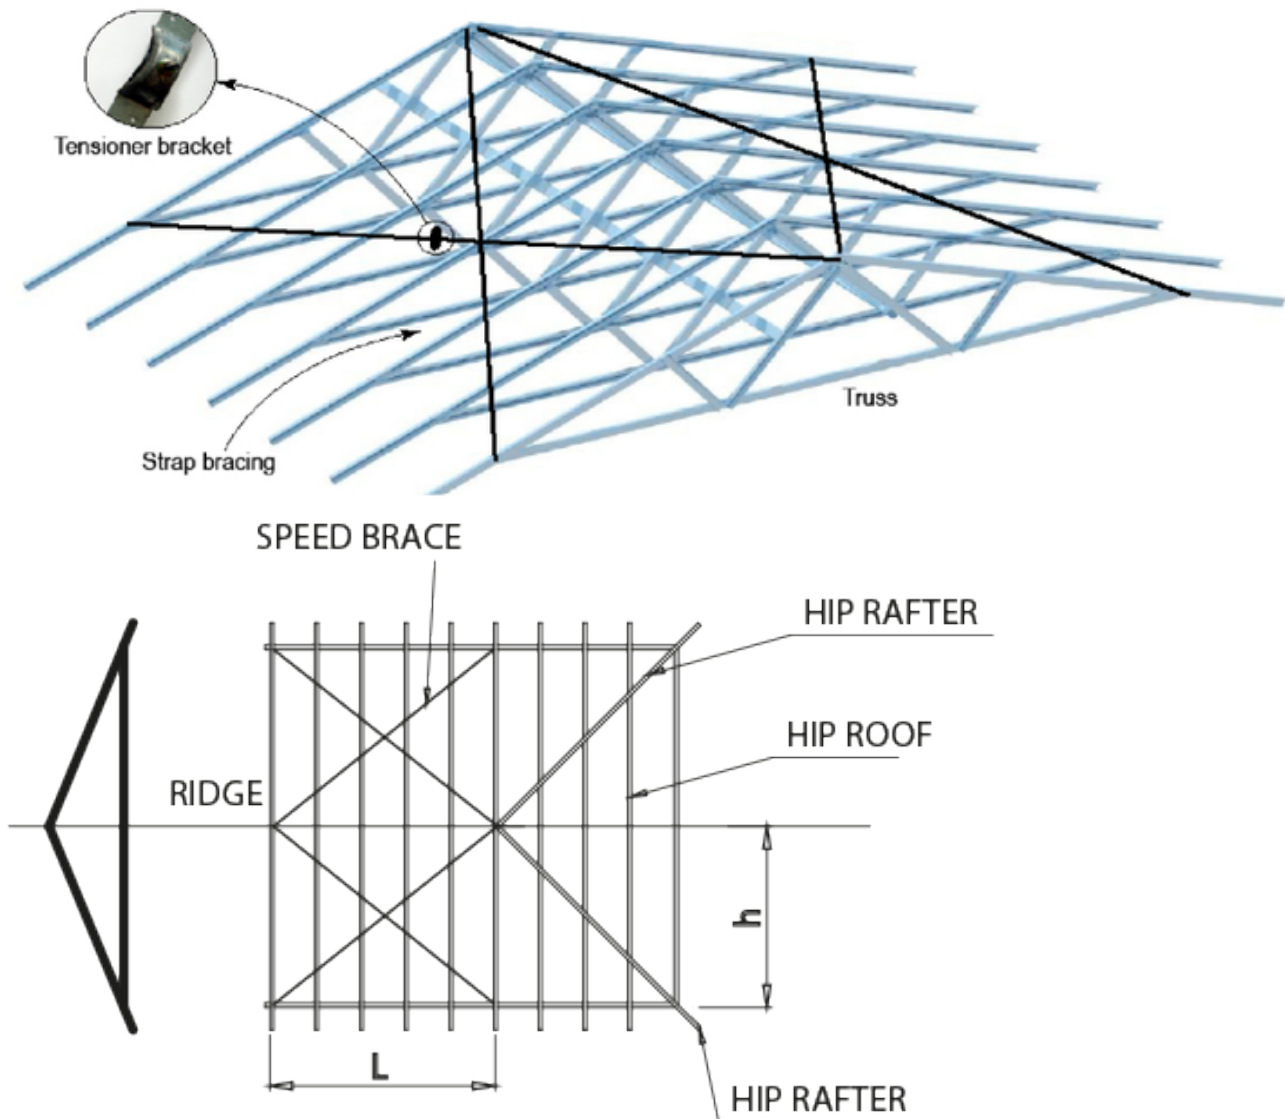 Tensioner bracket
Truss
Strap bracing
SPEED BRACE
HIP RAFTER
HIP ROOF
RIDGE
h
L
HIP RAFTER